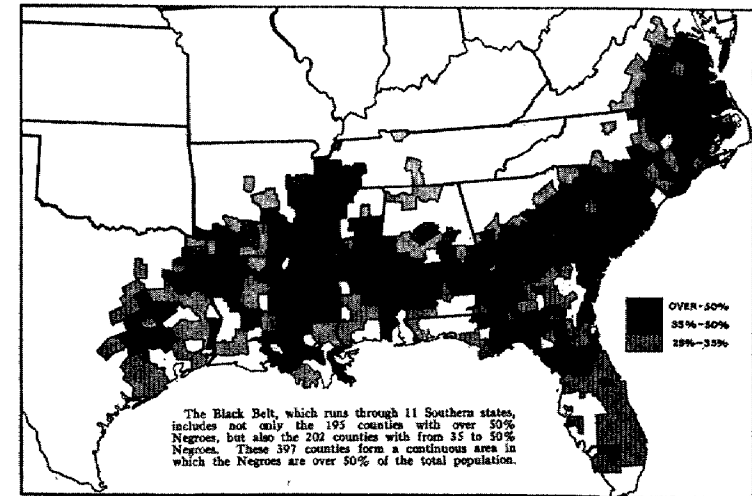 OVER-50%
35%-50%
25%-35%
The Black Belt, which runs through 11 Southern states,
includes not only the 195 counties with over 50%
Negroes, but also the 202 counties with from 35 to 50%
Negroes. These 397 counties form a continuous area in
which the Negroes are over 50% of the total population.